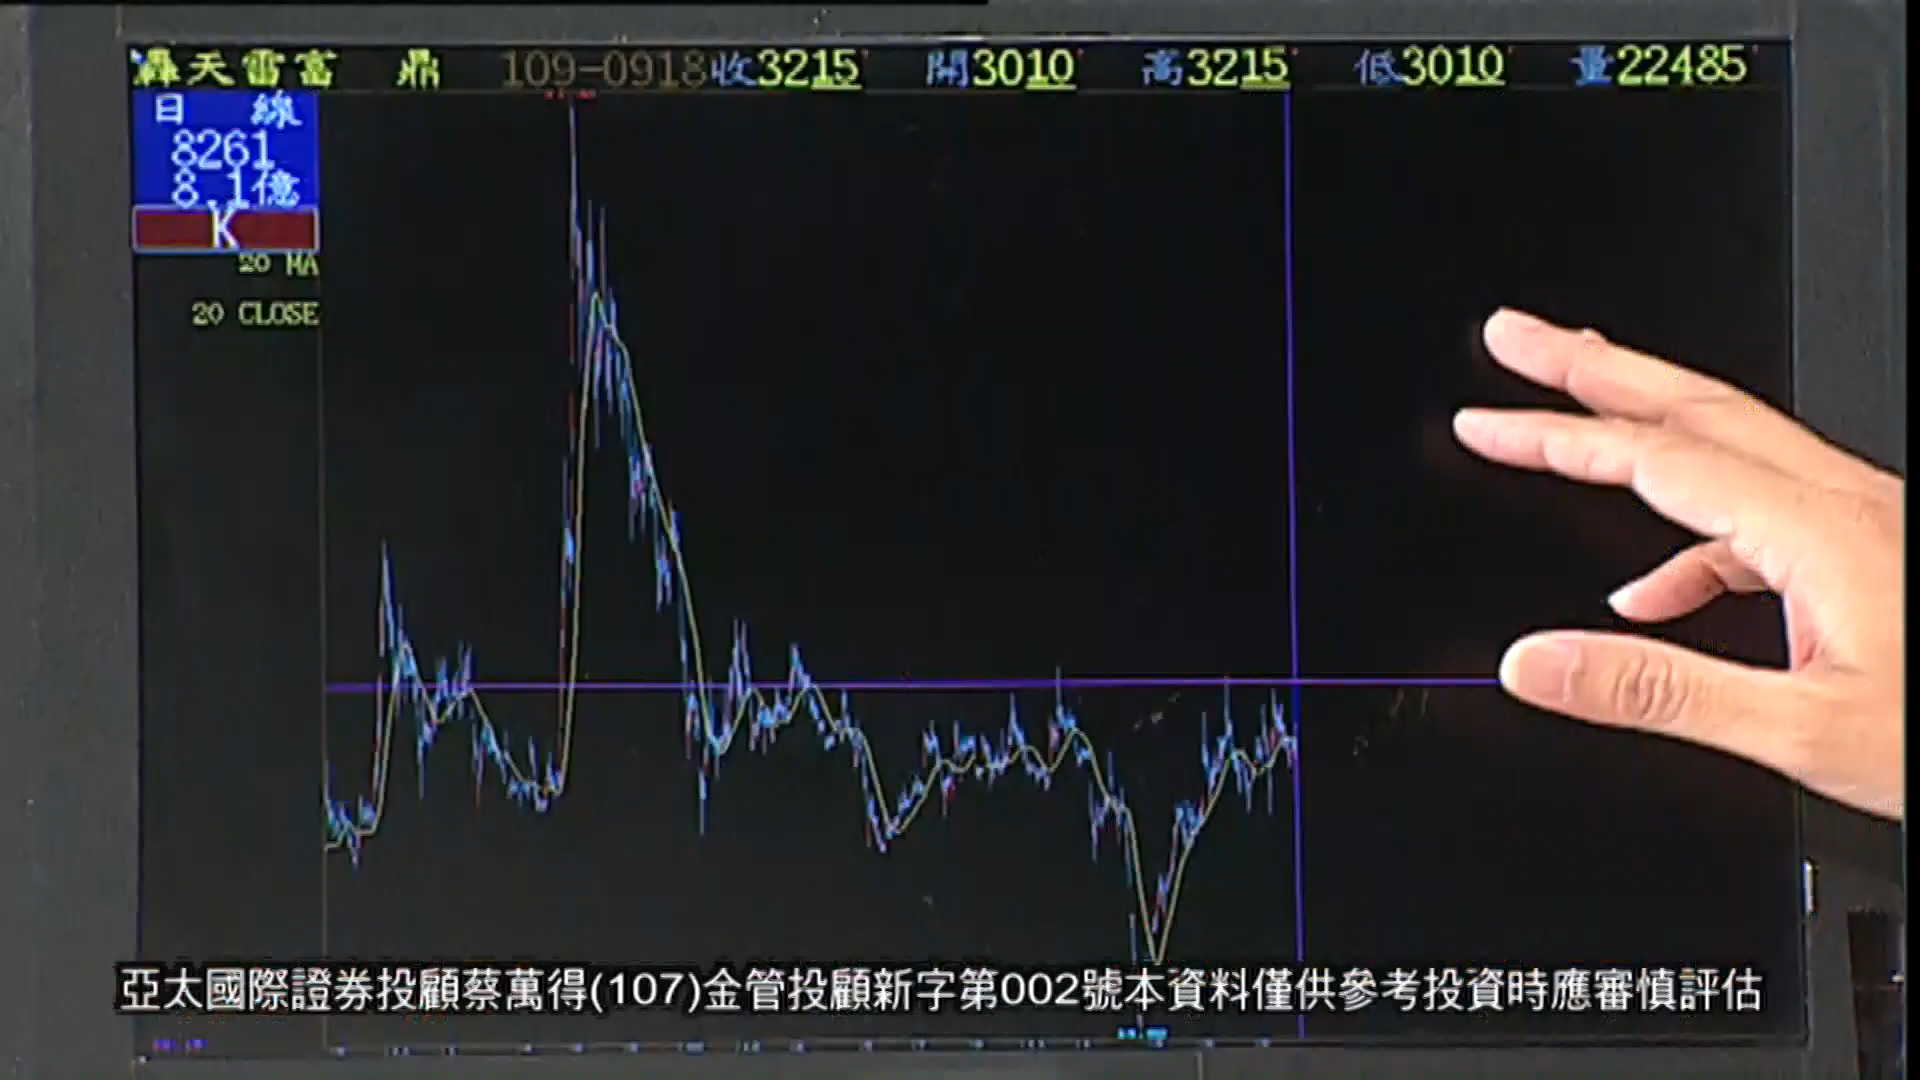 轟天雷富 鼎 109-0918收3215 開3010 高3215 低3010 量22485
日 線
8261
8.1億
K
20 MA
20 CLOSE
亞太國際證券投顧蔡萬得(107)金管投顧新字第002號本資料僅供參考投資時應審慎評估